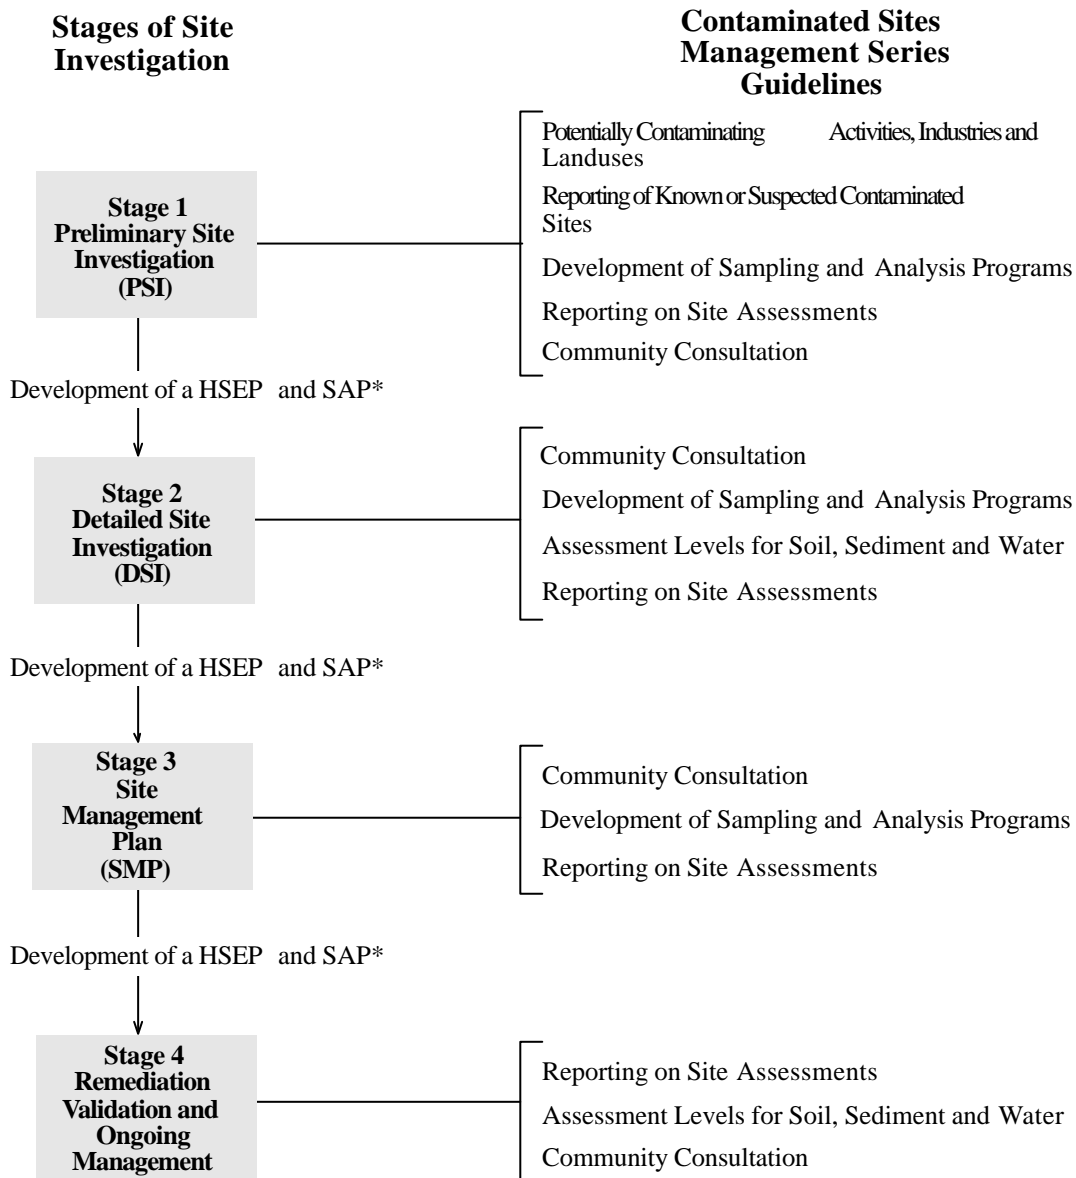 Stages of Site
Investigation
Contaminated Sites
Management Series
Guidelines
Stage 1
Preliminary Site
Investigation
(PSI)
Potentially Contaminating Activities, Industries and
Landuses
Reporting of Known or Suspected Contaminated
Sites
Development of Sampling and Analysis Programs
Reporting on Site Assessments
Community Consultation
Development of a HSEP and SAP*
Stage 2
Detailed Site
Investigation
(DSI)
Community Consultation
Development of Sampling and Analysis Programs
Assessment Levels for Soil, Sediment and Water
Reporting on Site Assessments
Development of a HSEP and SAP*
Stage 3
Site
Management
Plan
(SMP)
Community Consultation
Development of Sampling and Analysis Programs
Reporting on Site Assessments
Development of a HSEP and SAP*
Stage 4
Remediation
Validation and
Ongoing
Management
Reporting on Site Assessments
Assessment Levels for Soil, Sediment and Water
Community Consultation